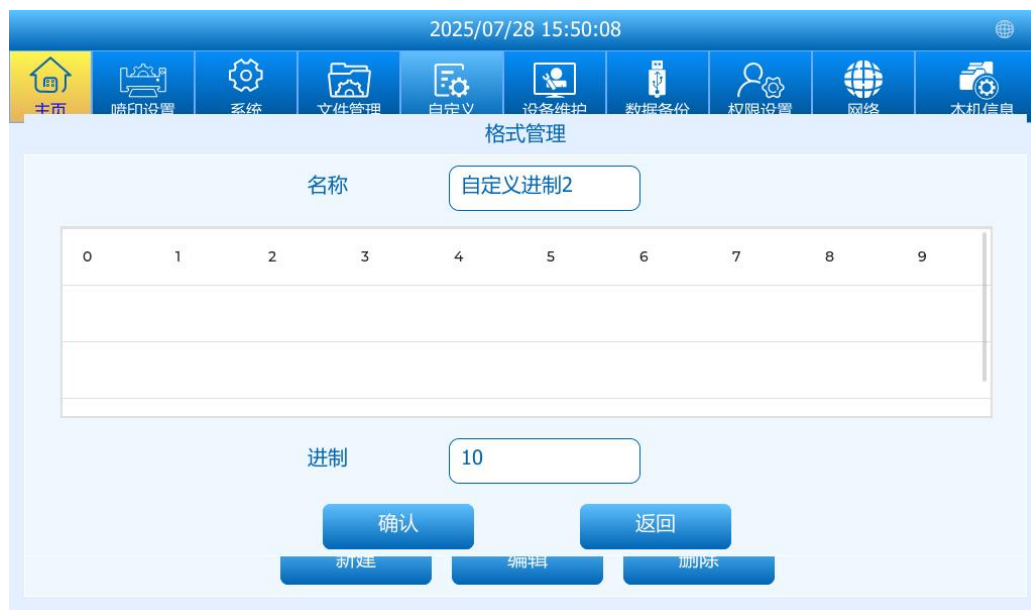 2025/07/28 15:50:08
主页 喷印设置 系统 文件管理 自定义 设备维护 数据备份 权限设置 网络 本机信息
格式管理
名称 自定义进制2
0 1 2 3 4 5 6 7 8 9
进制 10
确认 返回
新建 编辑 删除